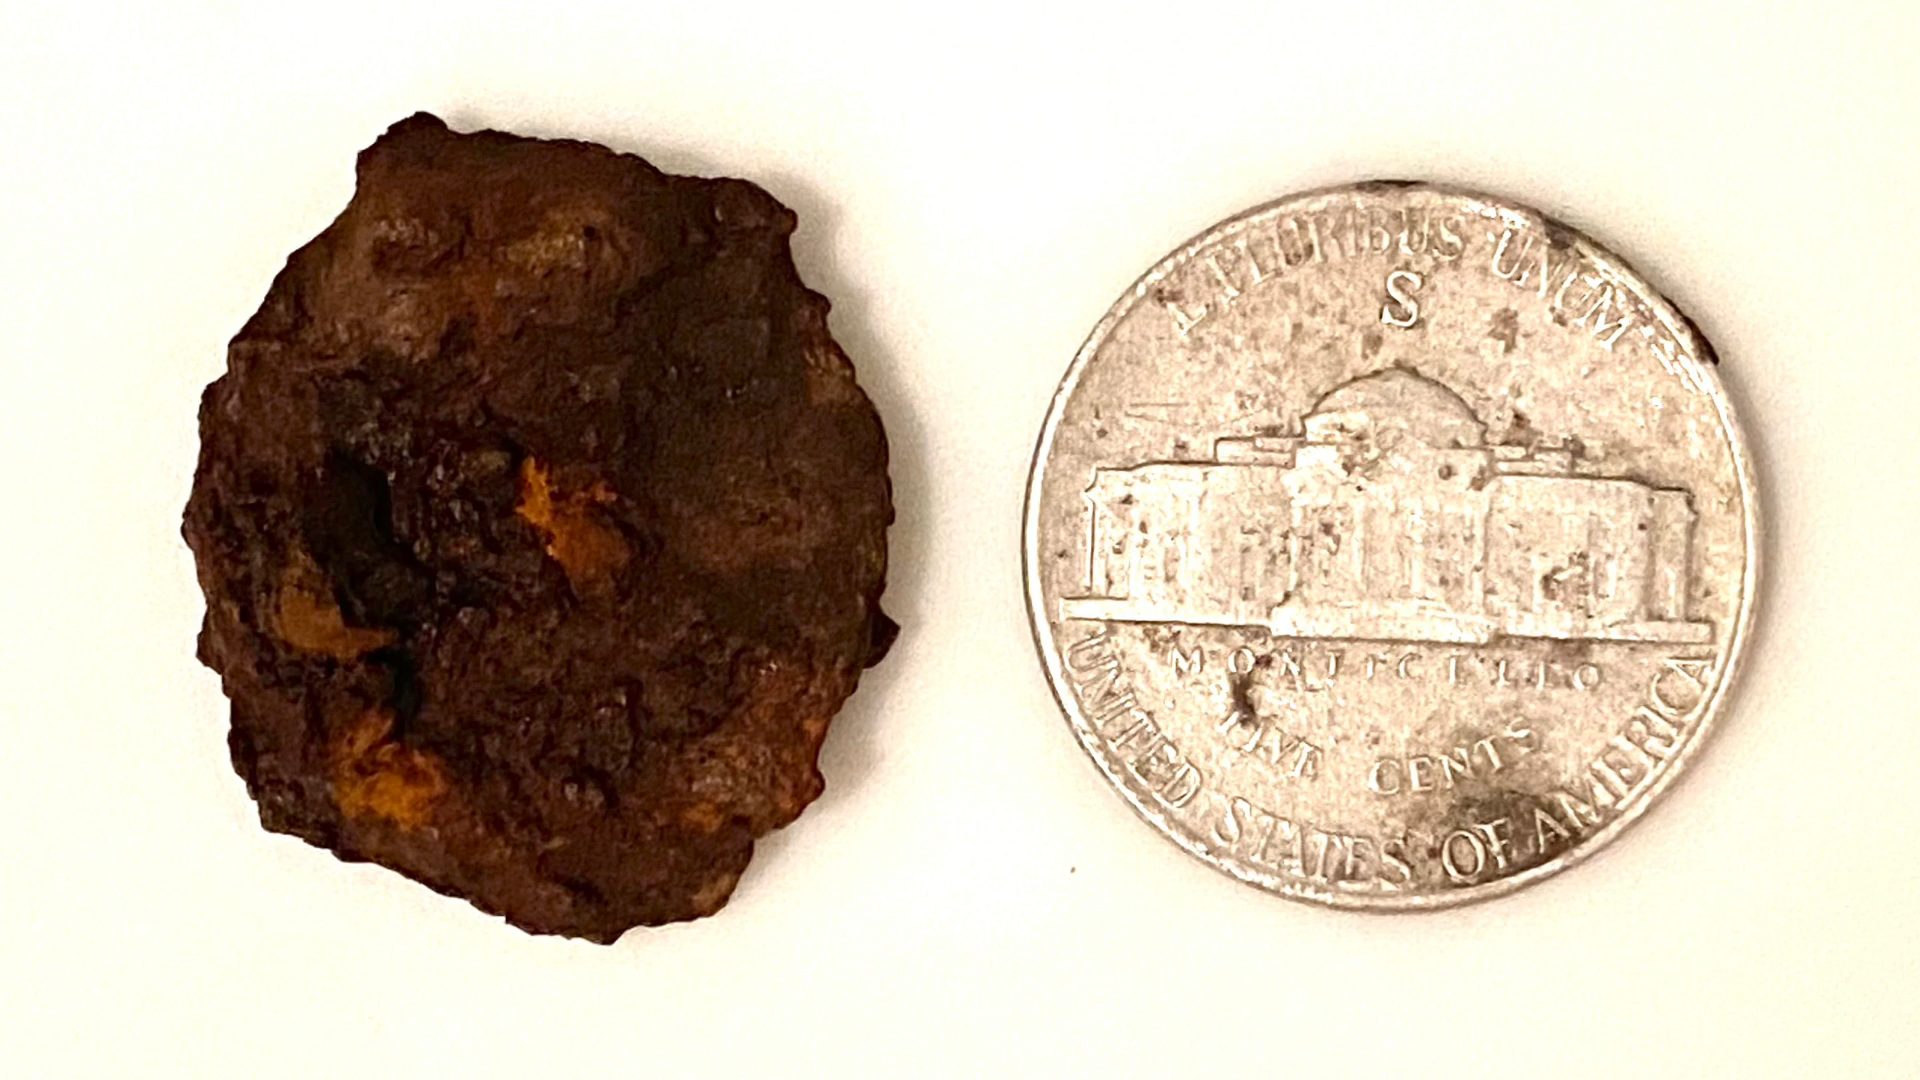 E PLURIBUS UNUM
S
MONTICELLO
FIVE CENTS
UNITED STATES OF AMERICA